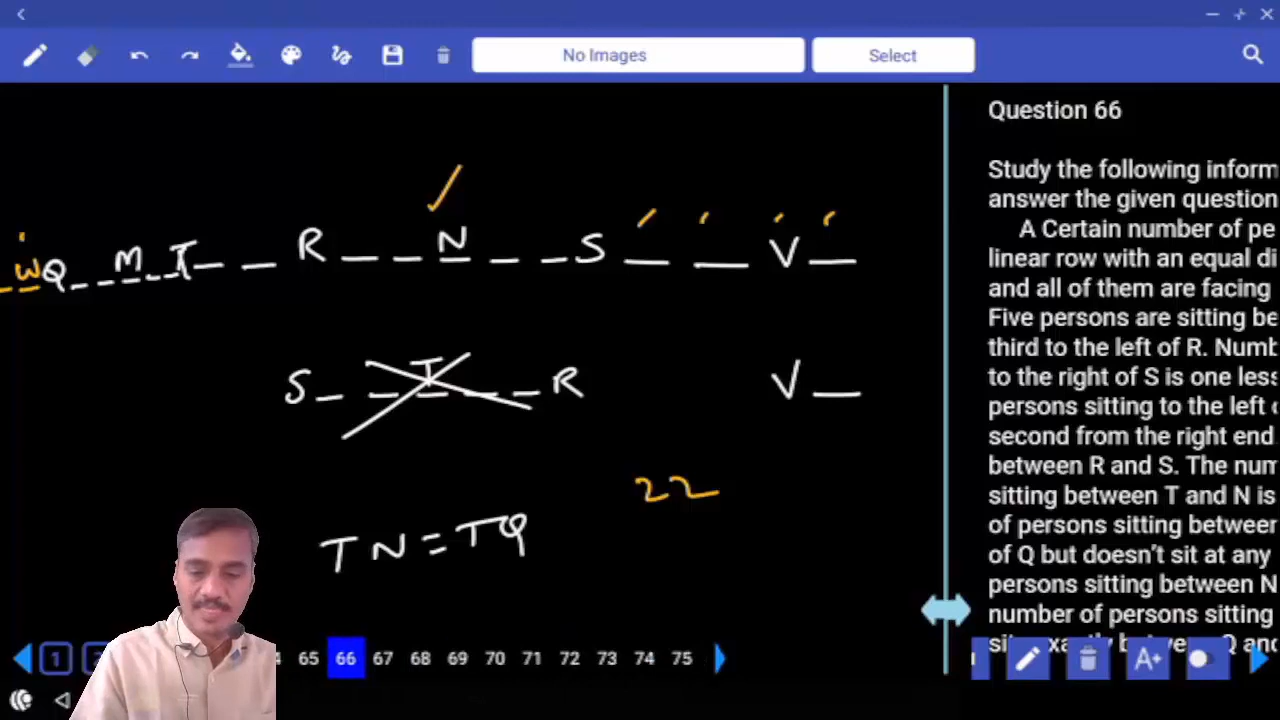 No Images
Select
Question 66
Study the following inform
answer the given question
A Certain number of pe
linear row with an equal di
and all of them are facing
Five persons are sitting be
third to the left of R. Numb
to the right of S is one less
persons sitting to the left
second from the right end
between R and S. The num
sitting between T and N is
of persons sitting between
of Q but doesn't sit at any
persons sitting between N
number of persons sitting
W Q _ _ M _ T _ _ R _ _ N _ _ S _ _ V _
S _ _ T _ _ R V _
22
TN = TQ
1 65 66 67 68 69 70 71 72 73 74 75
A+